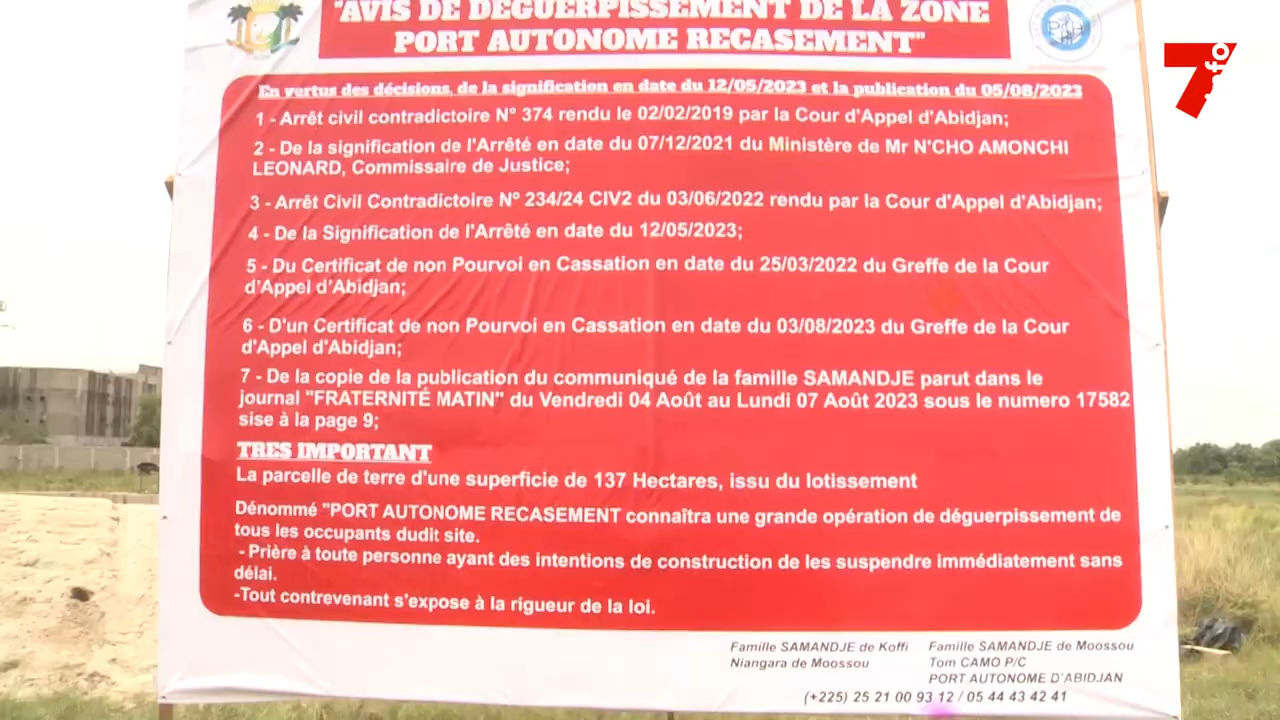 "AVIS DE DEGUERPISSEMENT DE LA ZONE
PORT AUTONOME RECASEMENT"
7 info
En vertus des décisions, de la signification en date du 12/05/2023 et la publication du 05/08/2023
1 - Arrêt civil contradictoire N° 374 rendu le 02/02/2019 par la Cour d'Appel d'Abidjan;
2 - De la signification de l'Arrêté en date du 07/12/2021 du Ministère de Mr N'CHO AMONCHI
LEONARD, Commissaire de Justice;
3 - Arrêt Civil Contradictoire N° 234/24 CIV2 du 03/06/2022 rendu par la Cour d'Appel d'Abidjan;
4 - De la Signification de l'Arrêté en date du 12/05/2023;
5 - Du Certificat de non Pourvoi en Cassation en date du 25/03/2022 du Greffe de la Cour
d'Appel d'Abidjan;
6 - D'un Certificat de non Pourvoi en Cassation en date du 03/08/2023 du Greffe de la Cour
d'Appel d'Abidjan;
7 - De la copie de la publication du communiqué de la famille SAMANDJE parut dans le
journal "FRATERNITÉ MATIN" du Vendredi 04 Août au Lundi 07 Août 2023 sous le numero 17582
sise à la page 9;
TRES IMPORTANT
La parcelle de terre d'une superficie de 137 Hectares, issu du lotissement
Dénommé "PORT AUTONOME RECASEMENT connaîtra une grande opération de déguerpissement de
tous les occupants dudit site.
- Prière à toute personne ayant des intentions de construction de les suspendre immédiatement sans
délai.
-Tout contrevenant s'expose à la rigueur de la loi.
Famille SAMANDJE de Koffi
Niangara de Moossou
Famille SAMANDJE de Moossou
Tom CAMO P/C
PORT AUTONOME D'ABIDJAN
(+225) 25 21 00 93 12 / 05 44 43 42 41